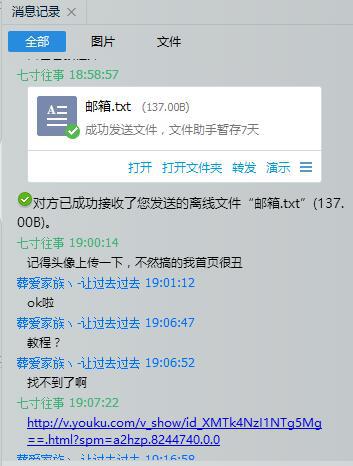 消息记录
全部 图片 文件
七寸往事 18:58:57
邮箱.txt (137.00B)
成功发送文件，文件助手暂存7天
打开 打开文件夹 转发 演示
对方已成功接收了您发送的离线文件“邮箱.txt”(137.
00B)。
七寸往事 19:00:14
记得头像上传一下，不然搞的我首页很丑
葬爱家族丶-让过去过去 19:01:12
ok啦
葬爱家族丶-让过去过去 19:06:47
教程？
葬爱家族丶-让过去过去 19:06:52
找不到了啊
七寸往事 19:07:22
http://v.youku.com/v_show/id_XMTk4NzI1NTg5Mg
==.html?spm=a2hzp.8244740.0.0
葬爱家族丶-让过去过去 19:16:58